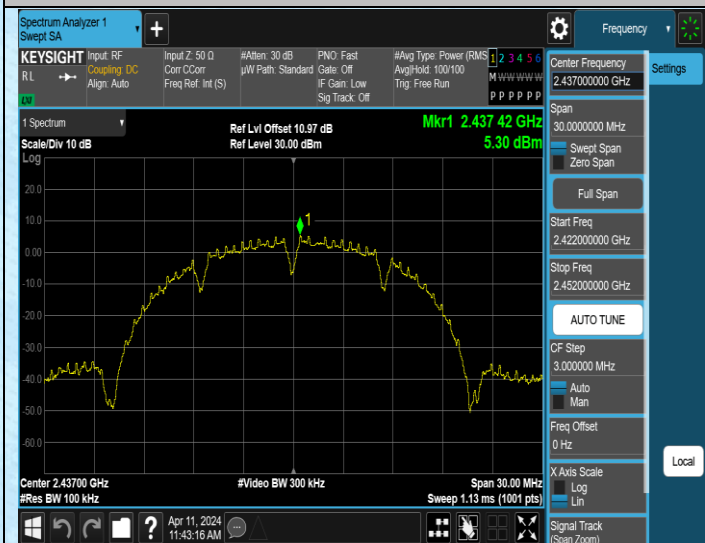 Spectrum Analyzer 1
Swept SA
+
Frequency
KEYSIGHT
RL
LXI
Input: RF
Coupling: DC
Align: Auto
Input Z: 50 Ω
Corr CCorr
Freq Ref: Int (S)
#Atten: 30 dB
µW Path: Standard
PNO: Fast
Gate: Off
IF Gain: Low
Sig Track: Off
#Avg Type: Power (RMS
Avg|Hold: 100/100
Trig: Free Run
1 2 3 4 5 6
M W W W W W
P P P P P P
1 Spectrum
Scale/Div 10 dB
Log
Ref Lvl Offset 10.97 dB
Ref Level 30.00 dBm
Mkr1 2.437 42 GHz
5.30 dBm
20.0
10.0
0.00
-10.0
-20.0
-30.0
-40.0
-50.0
-60.0
1
Center 2.43700 GHz
#Res BW 100 kHz
#Video BW 300 kHz
Span 30.00 MHz
Sweep 1.13 ms (1001 pts)
?
Apr 11, 2024
11:43:16 AM
Center Frequency
2.437000000 GHz
Span
30.0000000 MHz
Swept Span
Zero Span
Full Span
Start Freq
2.422000000 GHz
Stop Freq
2.452000000 GHz
AUTO TUNE
CF Step
3.000000 MHz
Auto
Man
Freq Offset
0 Hz
X Axis Scale
Log
Lin
Signal Track
(Span Zoom)
Settings
Local